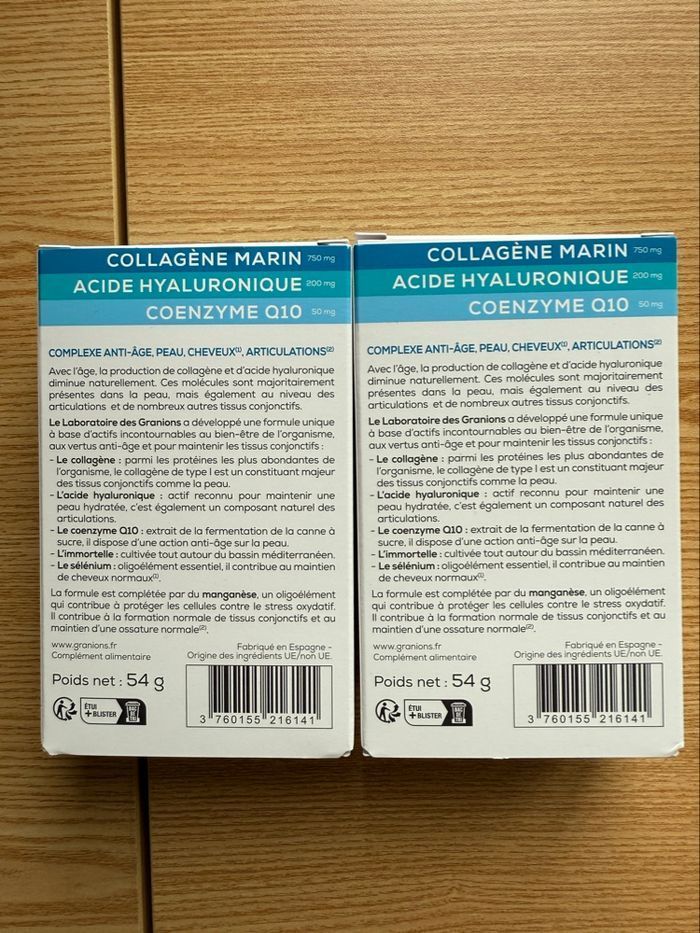 COLLAGÈNE MARIN 750 mg
ACIDE HYALURONIQUE 200 mg
COENZYME Q10 50 mg
COMPLEXE ANTI-ÂGE, PEAU, CHEVEUX⁽¹⁾, ARTICULATIONS⁽²⁾
Avec l'âge, la production de collagène et d'acide hyaluronique
diminue naturellement. Ces molécules sont majoritairement
présentes dans la peau, mais également au niveau des
articulations et de nombreux autres tissus conjonctifs.
Le Laboratoire des Granions a développé une formule unique
à base d'actifs incontournables au bien-être de l'organisme,
aux vertus anti-âge et pour maintenir les tissus conjonctifs :
- Le collagène : parmi les protéines les plus abondantes de
l'organisme, le collagène de type I est un constituant majeur
des tissus conjonctifs comme la peau.
- L'acide hyaluronique : actif reconnu pour maintenir une
peau hydratée, c'est également un composant naturel des
articulations.
- Le coenzyme Q10 : extrait de la fermentation de la canne à
sucre, il dispose d'une action anti-âge sur la peau.
- L'immortelle : cultivée tout autour du bassin méditerranéen.
- Le sélénium : oligoélément essentiel, il contribue au maintien
de cheveux normaux⁽¹⁾.
La formule est complétée par du manganèse, un oligoélément
qui contribue à protéger les cellules contre le stress oxydatif.
Il contribue à la formation normale de tissus conjonctifs et au
maintien d'une ossature normale⁽²⁾.
www.granions.fr
Complément alimentaire
Fabriqué en Espagne -
Origine des ingrédients UE/non UE.
Poids net : 54 g
ÉTUI
+ BLISTER
BAC
DE
TRI
3 760155 216141
COLLAGÈNE MARIN 750 mg
ACIDE HYALURONIQUE 200 mg
COENZYME Q10 50 mg
COMPLEXE ANTI-ÂGE, PEAU, CHEVEUX⁽¹⁾, ARTICULATIONS⁽²⁾
Avec l'âge, la production de collagène et d'acide hyaluronique
diminue naturellement. Ces molécules sont majoritairement
présentes dans la peau, mais également au niveau des
articulations et de nombreux autres tissus conjonctifs.
Le Laboratoire des Granions a développé une formule unique
à base d'actifs incontournables au bien-être de l'organisme,
aux vertus anti-âge et pour maintenir les tissus conjonctifs :
- Le collagène : parmi les protéines les plus abondantes de
l'organisme, le collagène de type I est un constituant majeur
des tissus conjonctifs comme la peau.
- L'acide hyaluronique : actif reconnu pour maintenir une
peau hydratée, c'est également un composant naturel des
articulations.
- Le coenzyme Q10 : extrait de la fermentation de la canne à
sucre, il dispose d'une action anti-âge sur la peau.
- L'immortelle : cultivée tout autour du bassin méditerranéen.
- Le sélénium : oligoélément essentiel, il contribue au maintien
de cheveux normaux⁽¹⁾.
La formule est complétée par du manganèse, un oligoélément
qui contribue à protéger les cellules contre le stress oxydatif.
Il contribue à la formation normale de tissus conjonctifs et au
maintien d'une ossature normale⁽²⁾.
www.granions.fr
Complément alimentaire
Fabriqué en Espagne -
Origine des ingrédients UE/non UE.
Poids net : 54 g
ÉTUI
+ BLISTER
BAC
DE
TRI
3 760155 216141